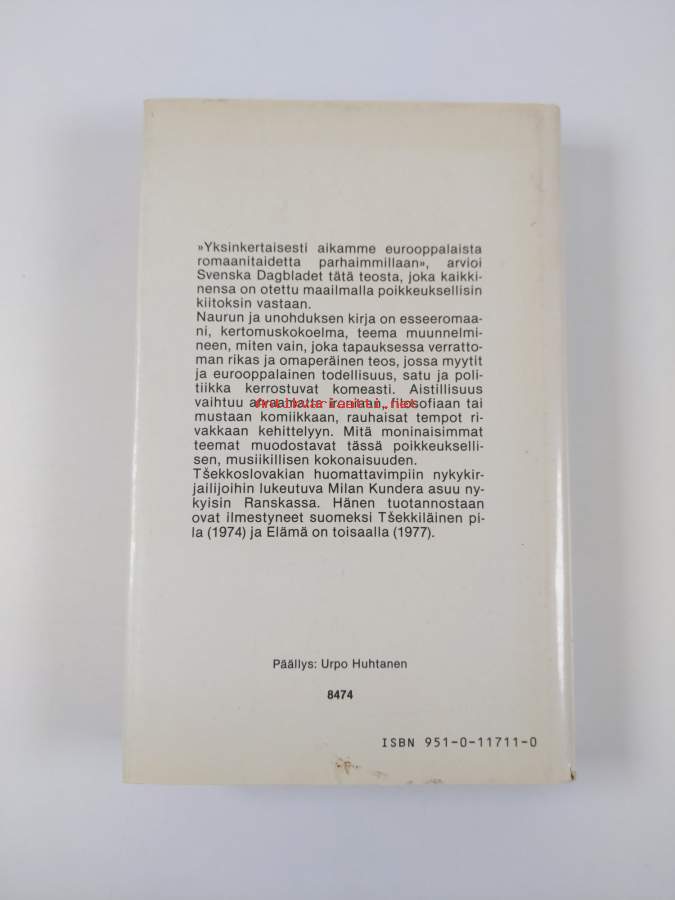 »Yksinkertaisesti aikamme eurooppalaista
romaanitaidetta parhaimmillaan», arvioi
Svenska Dagbladet tätä teosta, joka kaikki-
nensa on otettu maailmalla poikkeuksellisin
kiitoksin vastaan.
Naurun ja unohduksen kirja on esseeromaa-
ni, kertomuskokoelma, teema muunnelmi-
neen, miten vain, joka tapauksessa verratto-
man rikas ja omaperäinen teos, jossa myytit
ja eurooppalainen todellisuus, satu ja poli-
tiikka kerrostuvat komeasti. Aistillisuus
vaihtuu filosofiaan tai
mustaan komiikkaan, rauhaisat tempot ri-
vakkaan kehittelyyn. Mitä moninaisimmat
teemat muodostavat tässä poikkeukselli-
sen, musiikillisen kokonaisuuden.
Tšekkoslovakian huomattavimpiin nykykir-
jailijoihin lukeutuva Milan Kundera asuu ny-
kyisin Ranskassa. Hänen tuotannostaan
ovat ilmestyneet suomeksi Tšekkiläinen pi-
la (1974) ja Elämä on toisaalla (1977).
Päällys: Urpo Huhtanen
8474
ISBN 951-0-11711-0